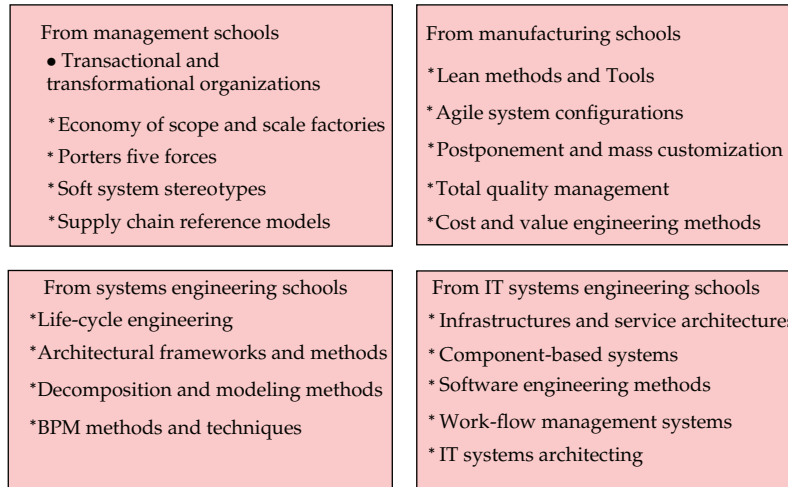 From management schools
● Transactional and
transformational organizations
*Economy of scope and scale factories
*Porters five forces
*Soft system stereotypes
*Supply chain reference models
From manufacturing schools
*Lean methods and Tools
*Agile system configurations
*Postponement and mass customization
*Total quality management
*Cost and value engineering methods
From systems engineering schools
*Life-cycle engineering
*Architectural frameworks and methods
*Decomposition and modeling methods
*BPM methods and techniques
From IT systems engineering schools
*Infrastructures and service architectures
*Component-based systems
*Software engineering methods
*Work-flow management systems
*IT systems architecting